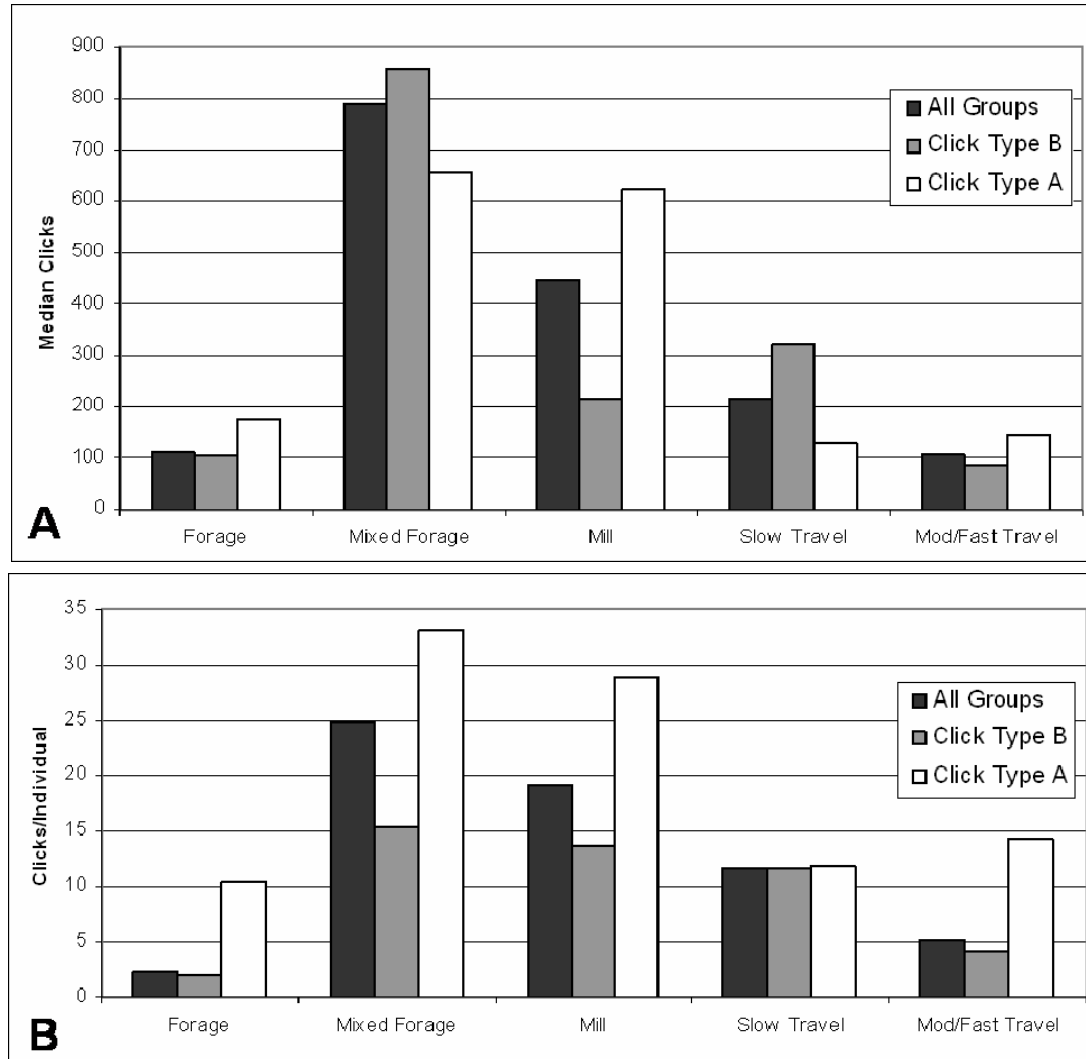 900
800
700
600
500
400
300
200
100
0
Median Clicks
All Groups
Click Type B
Click Type A
Forage Mixed Forage Mill Slow Travel Mod/Fast Travel
A
35
30
25
20
15
10
5
0
Clicks/Individual
All Groups
Click Type B
Click Type A
Forage Mixed Forage Mill Slow Travel Mod/Fast Travel
B